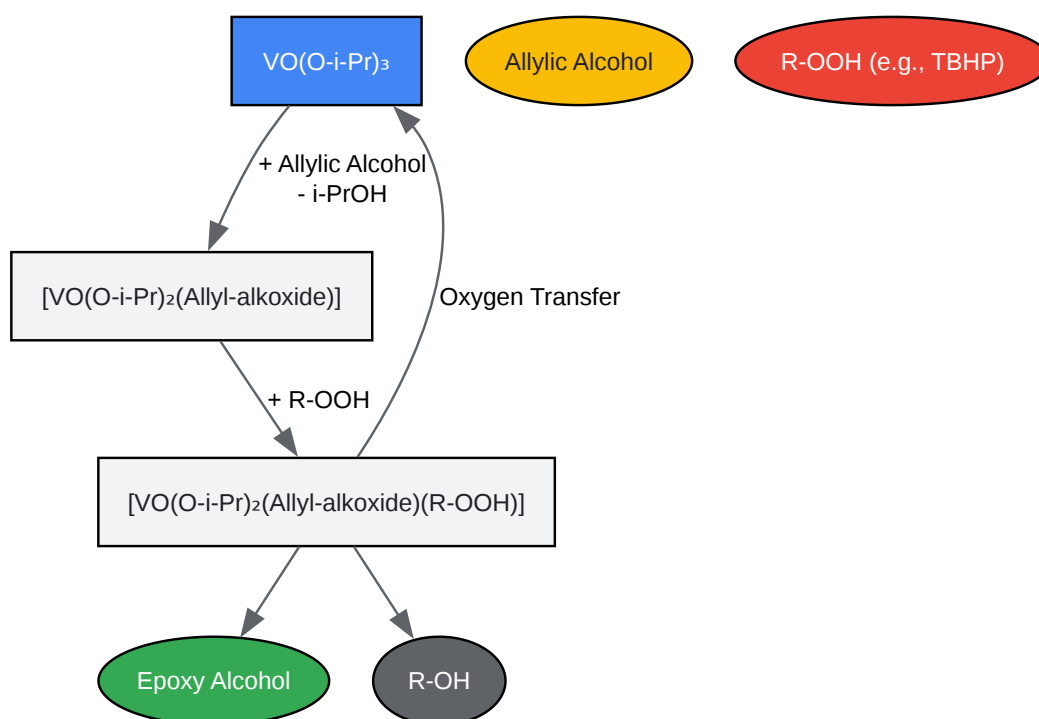 VO(O-i-Pr)₃
Allylic Alcohol
R-OOH (e.g., TBHP)
+ Allylic Alcohol
- i-PrOH
[VO(O-i-Pr)₂(Allyl-alkoxide)]
Oxygen Transfer
+ R-OOH
[VO(O-i-Pr)₂(Allyl-alkoxide)(R-OOH)]
Epoxy Alcohol
R-OH